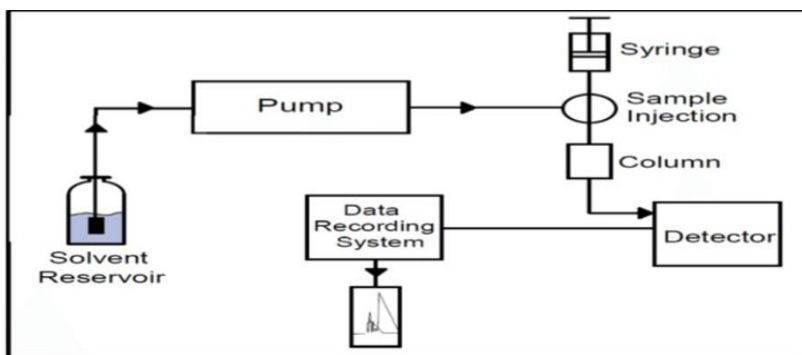 Syringe
Pump
Sample
Injection
Column
Data
Recording
System
Detector
Solvent
Reservoir